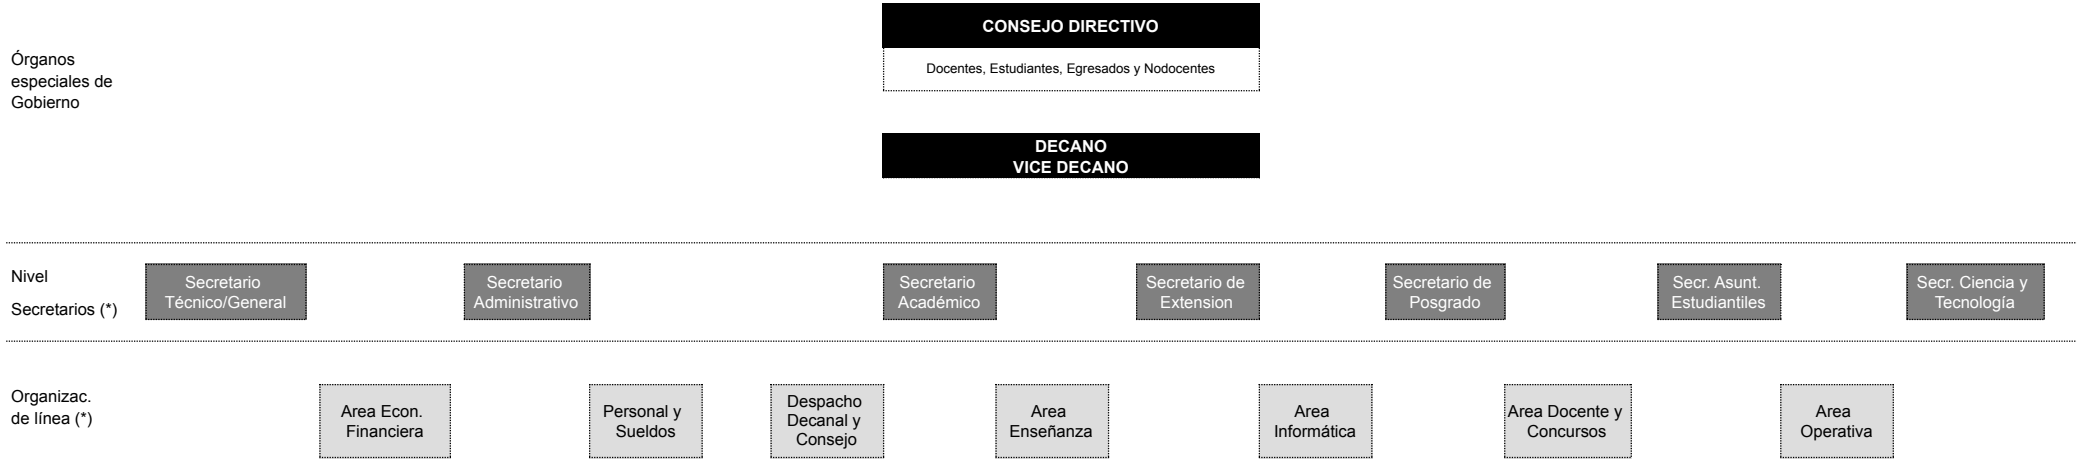 CONSEJO DIRECTIVO
Docentes, Estudiantes, Egresados y Nodocentes
Órganos
especiales de
Gobierno
DECANO
VICE DECANO
Nivel
Secretarios (*)
Secretario
Técnico/General
Secretario
Administrativo
Secretario
Académico
Secretario de
Extension
Secretario de
Posgrado
Secr. Asunt.
Estudiantiles
Secr. Ciencia y
Tecnología
Organizac.
de línea (*)
Area Econ.
Financiera
Personal y
Sueldos
Despacho
Decanal y
Consejo
Area
Enseñanza
Area
Informática
Area Docente y
Concursos
Area
Operativa